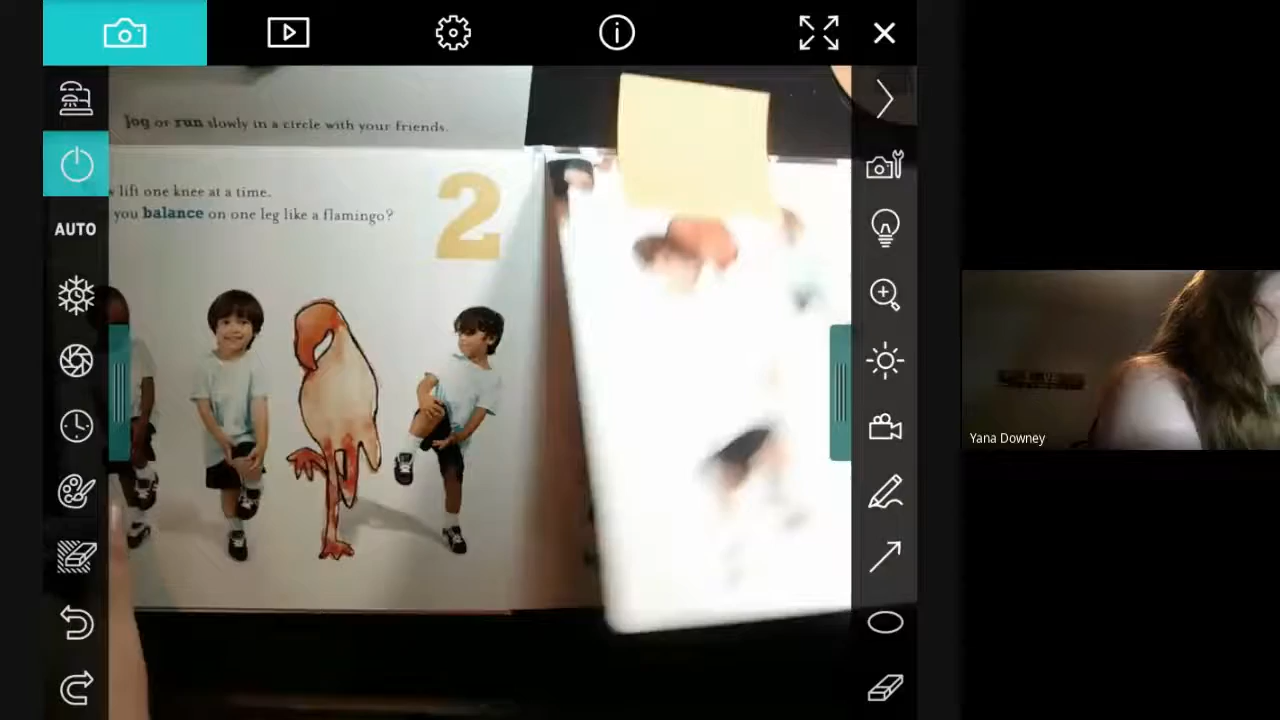 Jog or run slowly in a circle with your friends.
lift one knee at a time.
you balance on one leg like a flamingo?
2
AUTO
Yana Downey